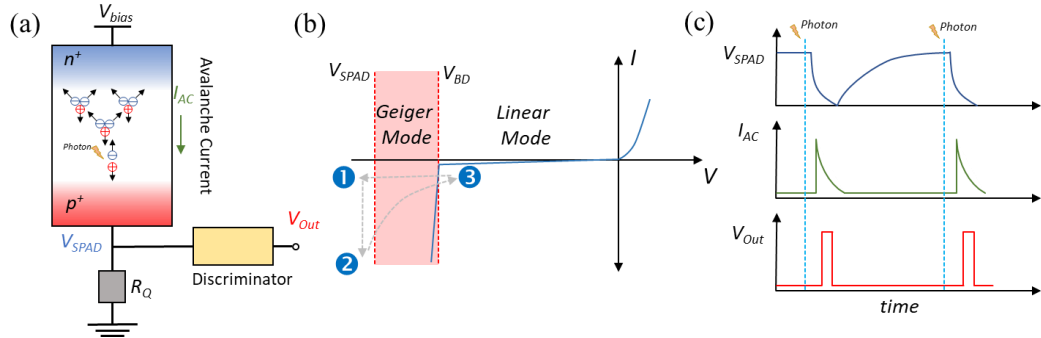 (a)
V_bias
n⁺
I_AC
Avalanche Current
Photon
p⁺
V_SPAD
V_Out
Discriminator
R_Q
(b)
V_SPAD
V_BD
I
Geiger
Mode
Linear
Mode
V
1
3
2
(c)
Photon
Photon
V_SPAD
I_AC
V_Out
time